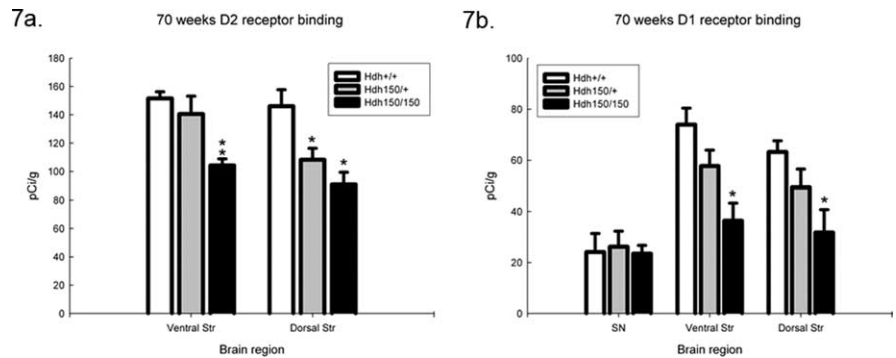 7a.
70 weeks D2 receptor binding
180
160
140
120
100
80
60
40
20
0
pCi/g
Hdh+/+
Hdh150/+
Hdh150/150
*
*
*
*
Ventral Str
Dorsal Str
Brain region
7b.
70 weeks D1 receptor binding
100
80
60
40
20
0
pCi/g
Hdh+/+
Hdh150/+
Hdh150/150
*
*
SN
Ventral Str
Dorsal Str
Brain region